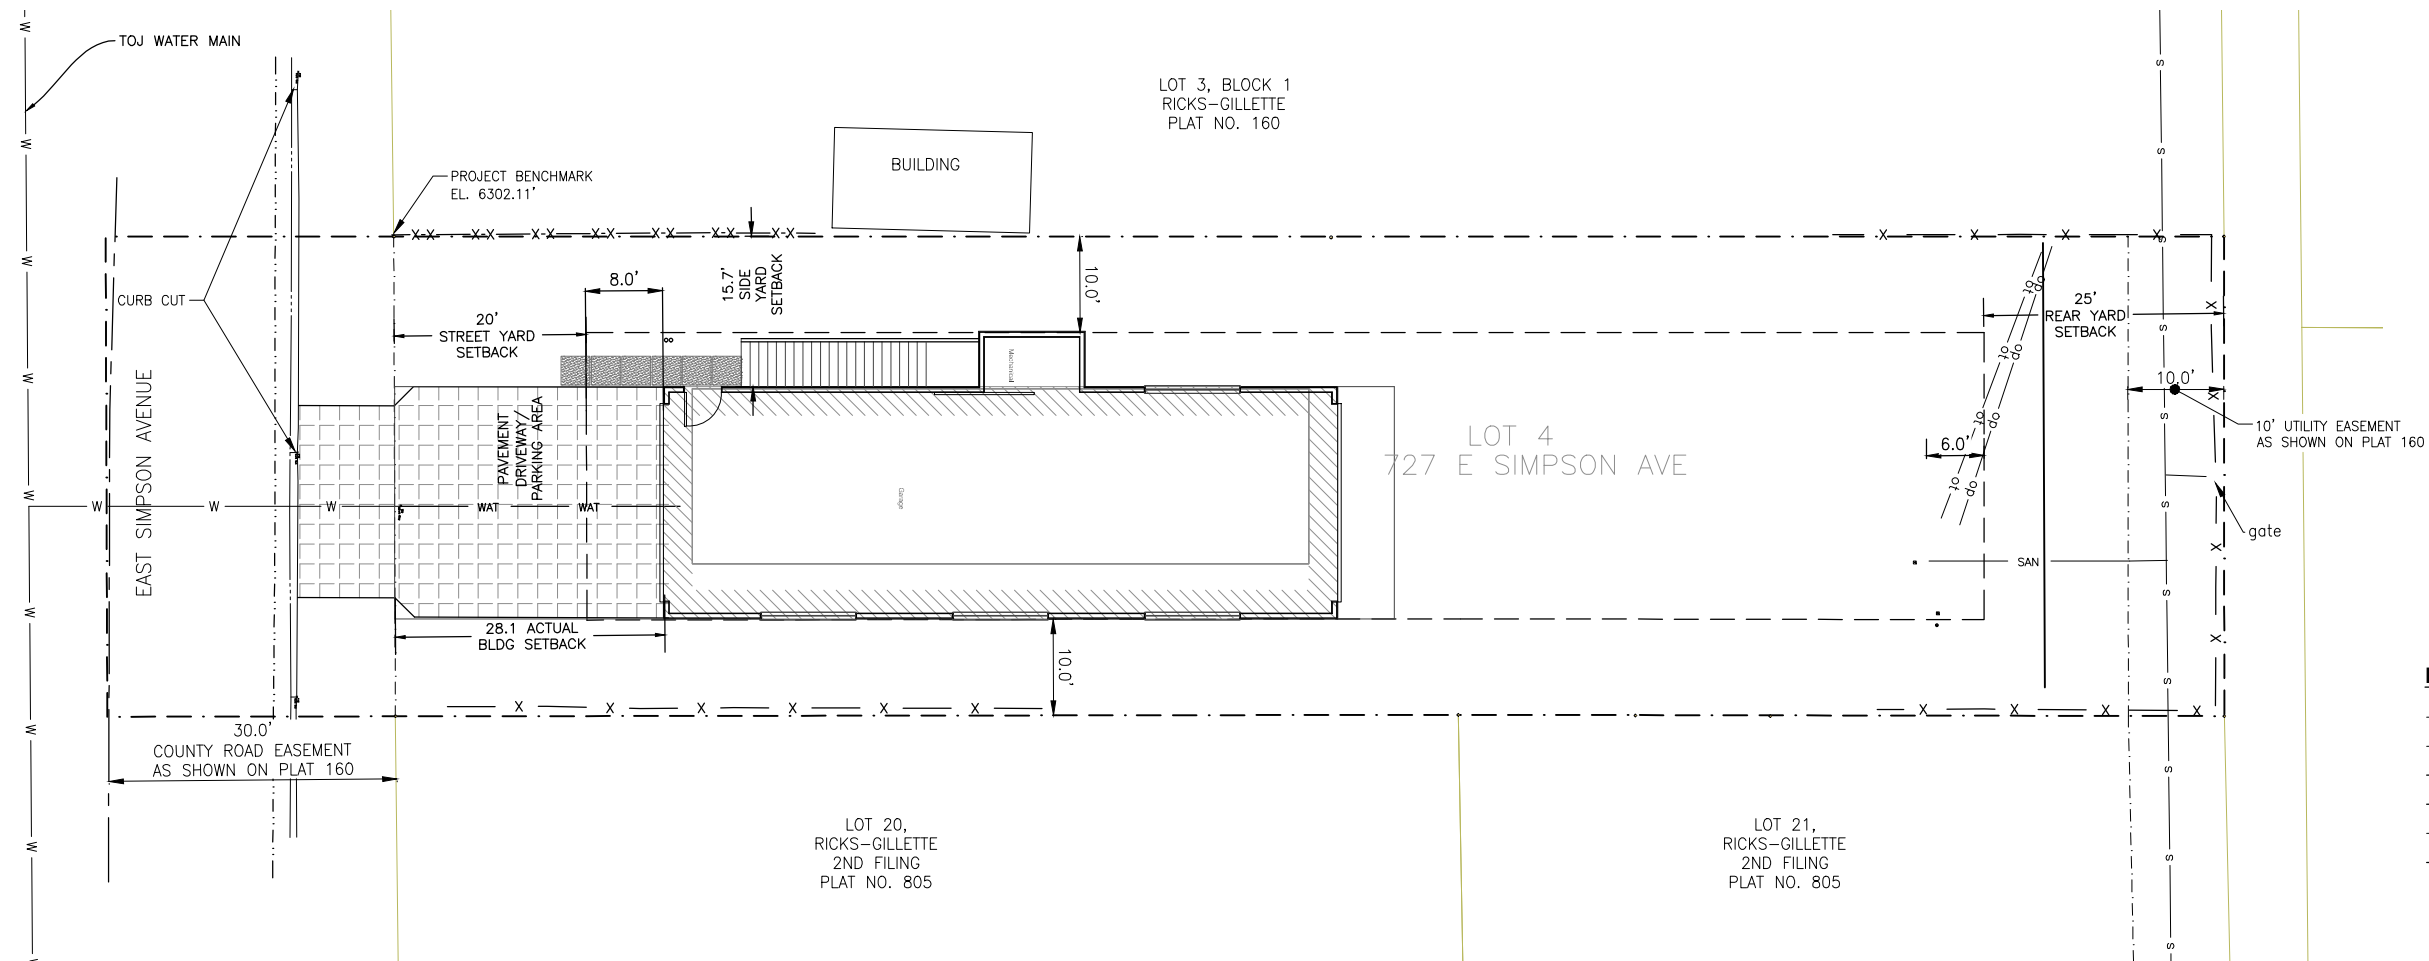 TOJ WATER MAIN
LOT 3, BLOCK 1
RICKS-GILLETTE
PLAT NO. 160
BUILDING
PROJECT BENCHMARK
EL. 6302.11'
CURB CUT
EAST SIMPSON AVENUE
20'
STREET YARD
SETBACK
8.0'
15.7'
SIDE
YARD
SETBACK
10.0'
25'
REAR YARD
SETBACK
10.0'
10' UTILITY EASEMENT
AS SHOWN ON PLAT 160
gate
6.0'
LOT 4
727 E SIMPSON AVE
Mechanical
Garage
PAVEMENT
DRIVEWAY/
PARKING AREA
W W W
WAT WAT
SAN
28.1 ACTUAL
BLDG SETBACK
10.0'
30.0'
COUNTY ROAD EASEMENT
AS SHOWN ON PLAT 160
LOT 20,
RICKS-GILLETTE
2ND FILING
PLAT NO. 805
LOT 21,
RICKS-GILLETTE
2ND FILING
PLAT NO. 805